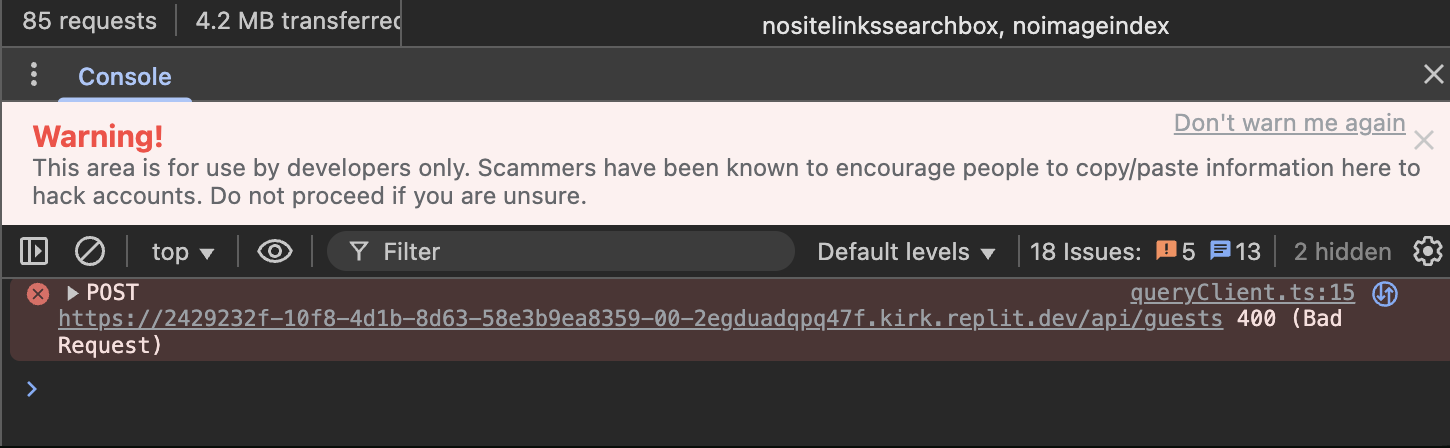 85 requests 4.2 MB transferred
nositelinkssearchbox, noimageindex
Console
Don't warn me again
Warning!
This area is for use by developers only. Scammers have been known to encourage people to copy/paste information here to
hack accounts. Do not proceed if you are unsure.
top Filter Default levels 18 Issues: 5 13 2 hidden
POST queryClient.ts:15
https://2429232f-10f8-4d1b-8d63-58e3b9ea8359-00-2egduadqpq47f.kirk.replit.dev/api/guests 400 (Bad
Request)